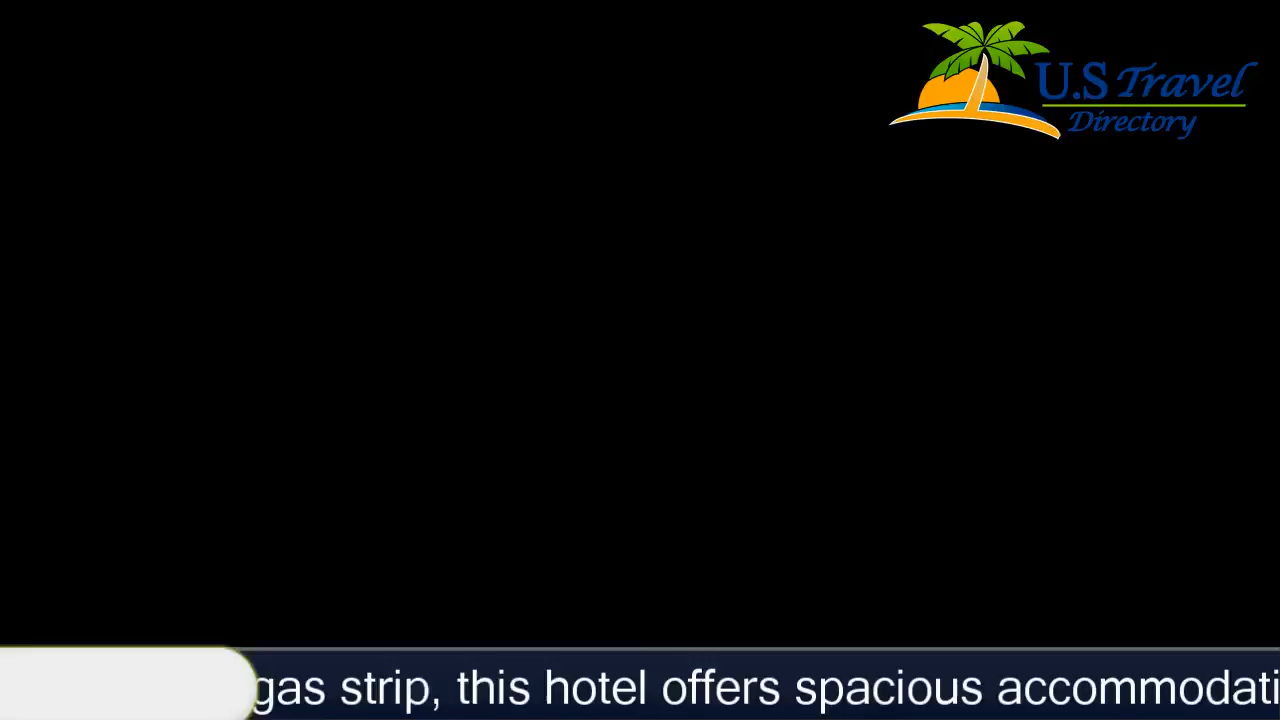 U.S Travel
Directory
gas strip, this hotel offers spacious accommodati